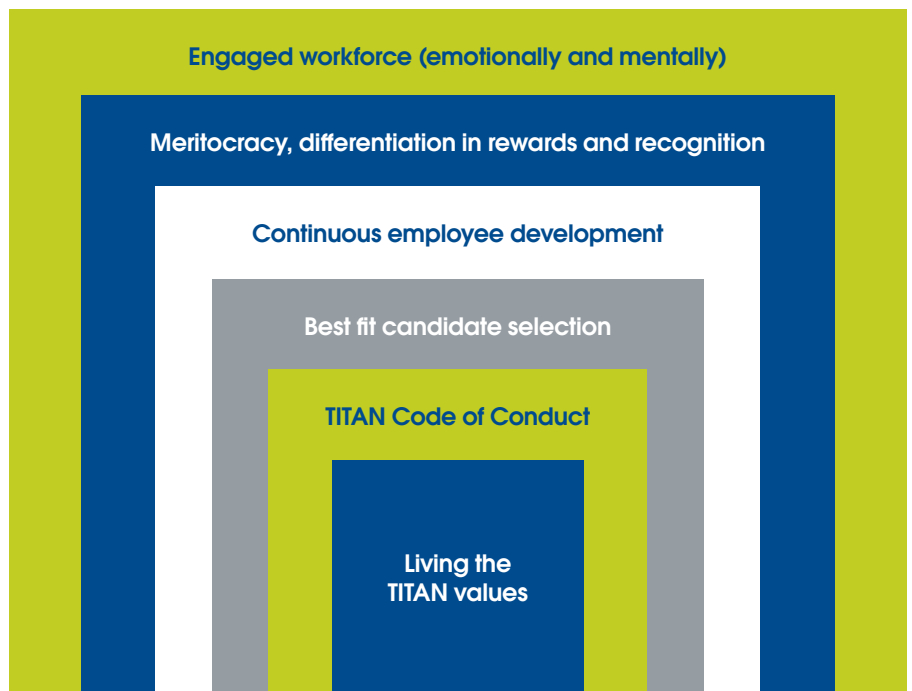 Engaged workforce (emotionally and mentally)
Meritocracy, differentiation in rewards and recognition
Continuous employee development
Best fit candidate selection
TITAN Code of Conduct
Living the
TITAN values